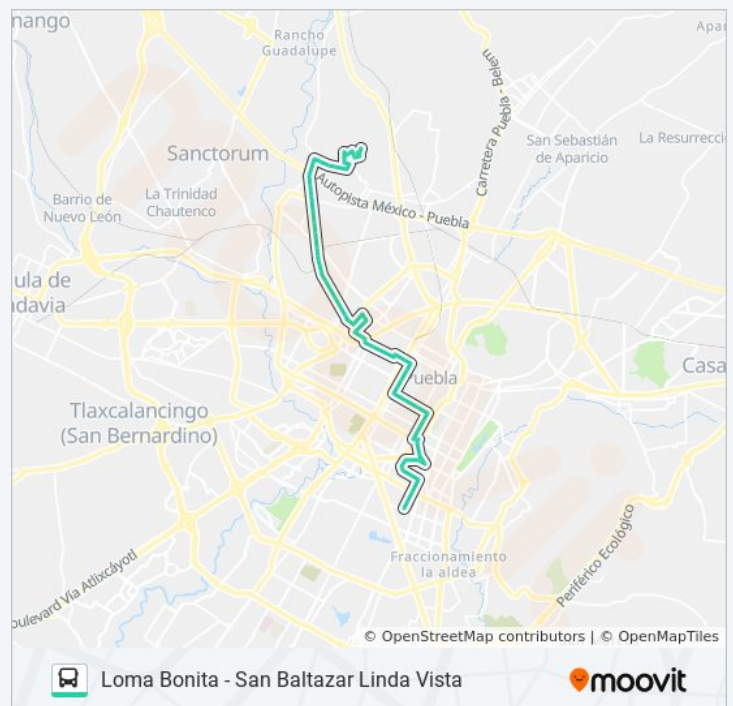 nango
Rancho
Guadalupe
Apar
Carretera Puebla - Belem
San Sebastián
de Aparicio
La Resurrecci
Sanctorum
Autopista México - Puebla
Barrio de
Nuevo León
La Trinidad
Chautenco
ula de
ndavia
Puebla
Casa
Tlaxcalancingo
(San Bernardino)
Fraccionamiento
la aldea
Periférico Ecológico
oulevard Vía Atlixcáyotl
© OpenStreetMap contributors | © OpenMapTiles
Loma Bonita - San Baltazar Linda Vista
moovit